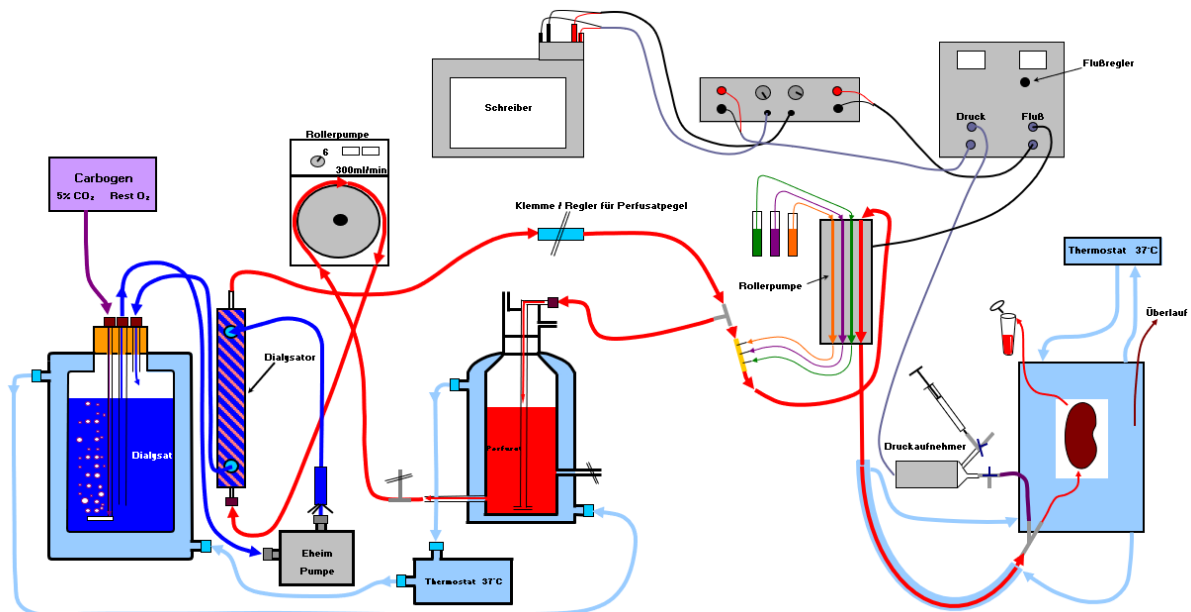 Schreiber
Flußregler
Druck
Fluß
Rollerpumpe
6
300ml/min
Carbogen
5% CO₂ Rest O₂
Klemme / Regler für Perfusatpegel
Thermostat 37°C
Rollerpumpe
Überlauf
Dialysator
Druckaufnehmer
Dialysat
Perfusat
Eheim
Pumpe
Thermostat 37°C